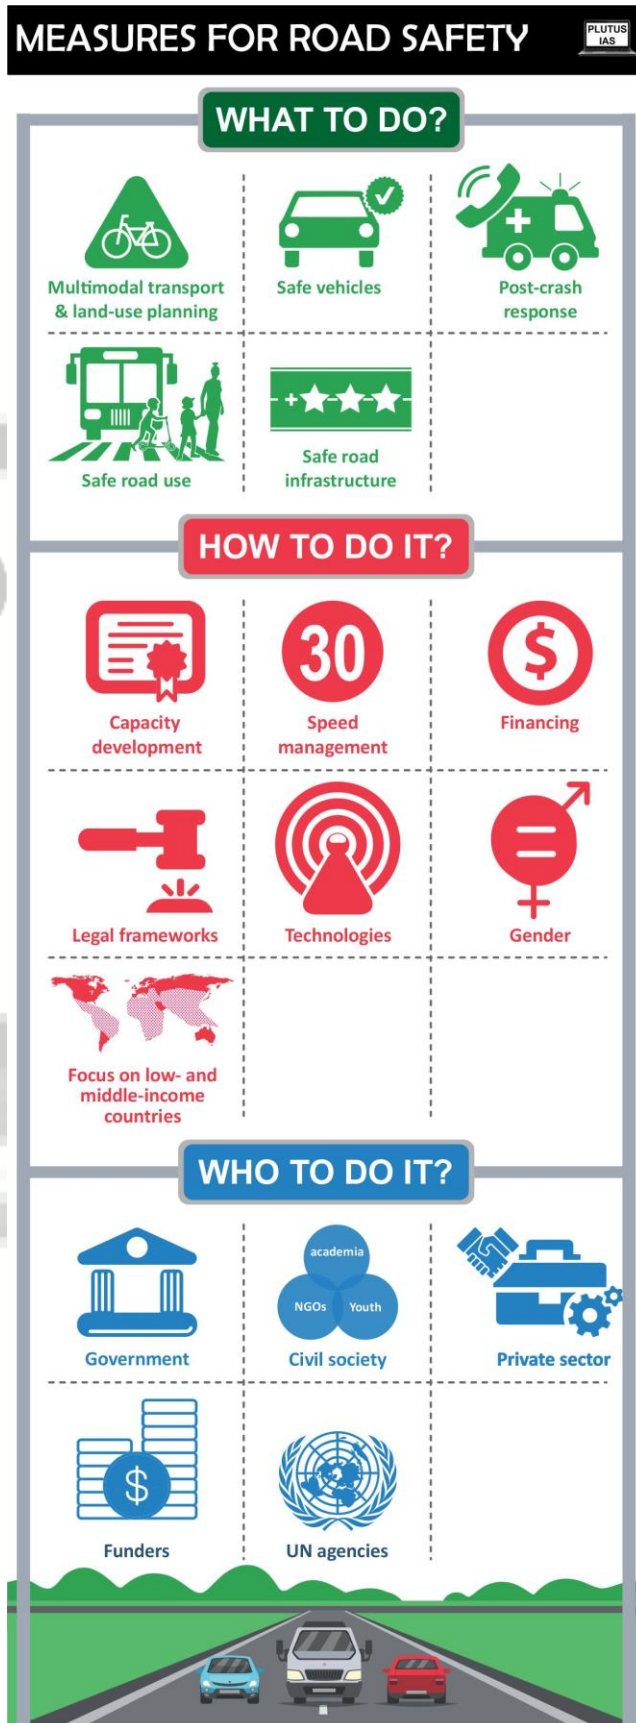 MEASURES FOR ROAD SAFETY
PLUTUS
IAS
WHAT TO DO?
Multimodal transport
& land-use planning
Safe vehicles
Post-crash
response
Safe road use
Safe road
infrastructure
HOW TO DO IT?
Capacity
development
30
Speed
management
$
Financing
Legal frameworks
Technologies
Gender
Focus on low- and
middle-income
countries
WHO TO DO IT?
Government
academia
NGOs
Youth
Civil society
Private sector
$
Funders
UN agencies